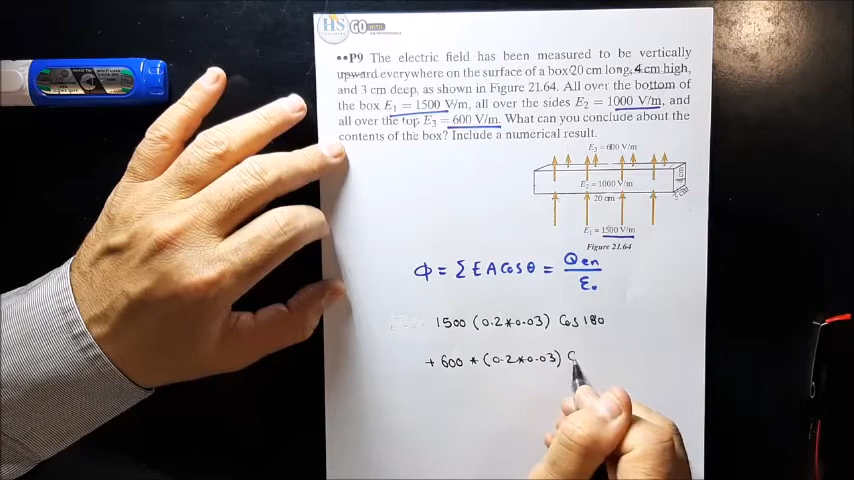 HS GO
••P9 The electric field has been measured to be vertically
upward everywhere on the surface of a box 20 cm long, 4 cm high,
and 3 cm deep, as shown in Figure 21.64. All over the bottom of
the box E₁ = 1500 V/m, all over the sides E₂ = 1000 V/m, and
all over the top E₃ = 600 V/m. What can you conclude about the
contents of the box? Include a numerical result.
E₃ = 600 V/m
E₂ = 1000 V/m
4 cm
20 cm
3 cm
E₁ = 1500 V/m
Figure 21.64
Φ = Σ E A Cos θ = Qen / ε₀
1500 (0.2*0.03) Cos 180
+ 600 * (0.2*0.03) C